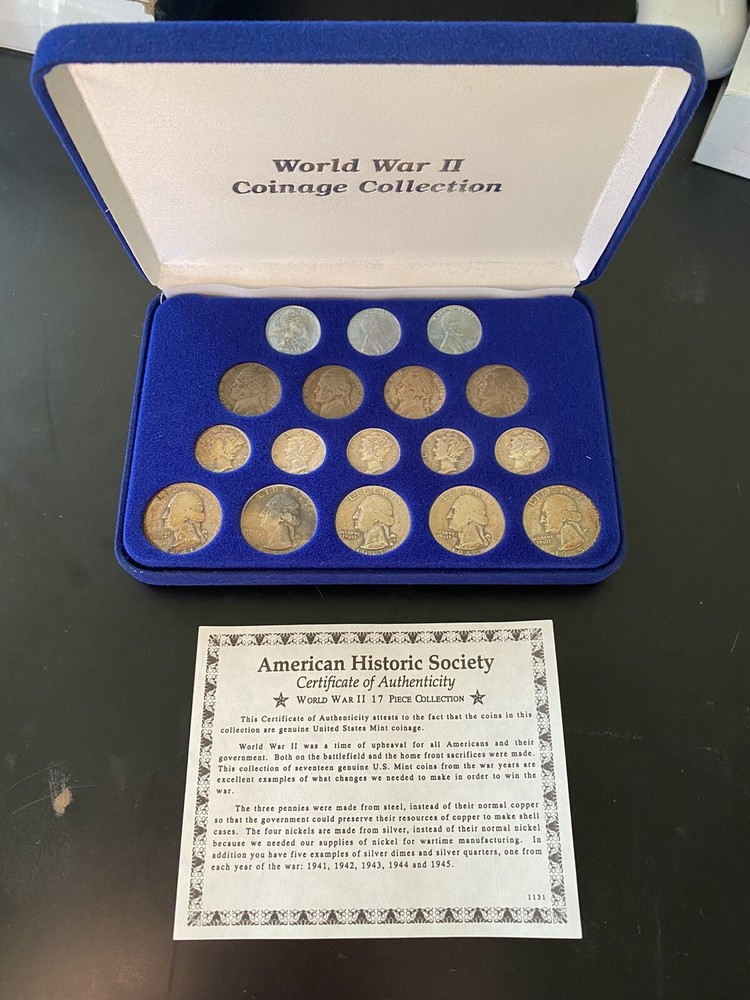 World War II
Coinage Collection
American Historic Society
Certificate of Authenticity
World War II 17 Piece Collection
This Certificate of Authenticity attests to the fact that the coins in this
collection are genuine United States Mint coinage.
World War II was a time of upheaval for all Americans and their
government. Both on the battlefield and the home front sacrifices were made.
This collection of seventeen genuine U.S. Mint coins from the war years are
excellent examples of what changes we needed to make in order to win the
war.
The three pennies were made from steel, instead of their normal copper
so that the government could preserve their resources of copper to make shell
cases. The four nickels are made from silver, instead of their normal nickel
because we needed our supplies of nickel for wartime manufacturing. In
addition you have five examples of silver dimes and silver quarters, one from
each year of the war: 1941, 1942, 1943, 1944 and 1945.
1131